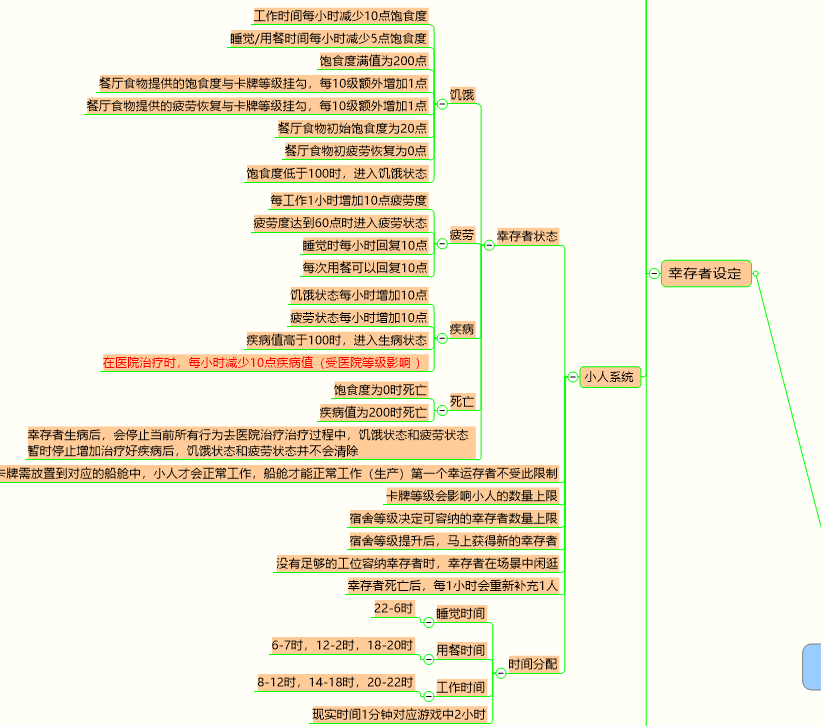 工作时间每小时减少10点饱食度
睡觉/用餐时间每小时减少5点饱食度
饱食度满值为200点
餐厅食物提供的饱食度与卡牌等级挂勾，每10级额外增加1点
餐厅食物提供的疲劳恢复与卡牌等级挂勾，每10级额外增加1点
餐厅食物初始饱食度为20点
餐厅食物初疲劳恢复为0点
饱食度低于100时，进入饥饿状态
饥饿
每工作1小时增加10点疲劳度
疲劳度达到60点时进入疲劳状态
睡觉时每小时回复10点
每次用餐可以回复10点
疲劳
幸存者状态
饥饿状态每小时增加10点
疲劳状态每小时增加10点
疾病值高于100时，进入生病状态
在医院治疗时，每小时减少10点疾病值（受医院等级影响 ）
疾病
饱食度为0时死亡
疾病值为200时死亡
死亡
幸存者生病后，会停止当前所有行为去医院治疗治疗过程中，饥饿状态和疲劳状态
暂时停止增加治疗好疾病后，饥饿状态和疲劳状态并不会清除
卡牌需放置到对应的船舱中，小人才会正常工作，船舱才能正常工作（生产）第一个幸运存者不受此限制
卡牌等级会影响小人的数量上限
宿舍等级决定可容纳的幸存者数量上限
宿舍等级提升后，马上获得新的幸存者
没有足够的工位容纳幸存者时，幸存者在场景中闲逛
幸存者死亡后，每1小时会重新补充1人
22-6时
睡觉时间
6-7时，12-2时，18-20时
用餐时间
8-12时，14-18时，20-22时
工作时间
现实时间1分钟对应游戏中2小时
时间分配
小人系统
幸存者设定